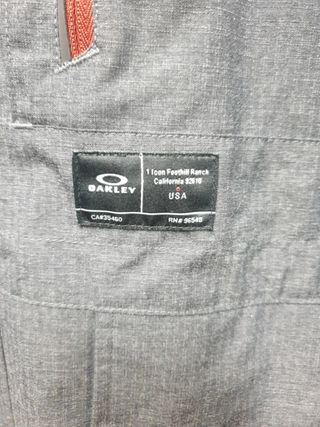 OAKLEY
CA#35460
1 Icon Foothill Ranch
California 92610
USA
RN# 96548